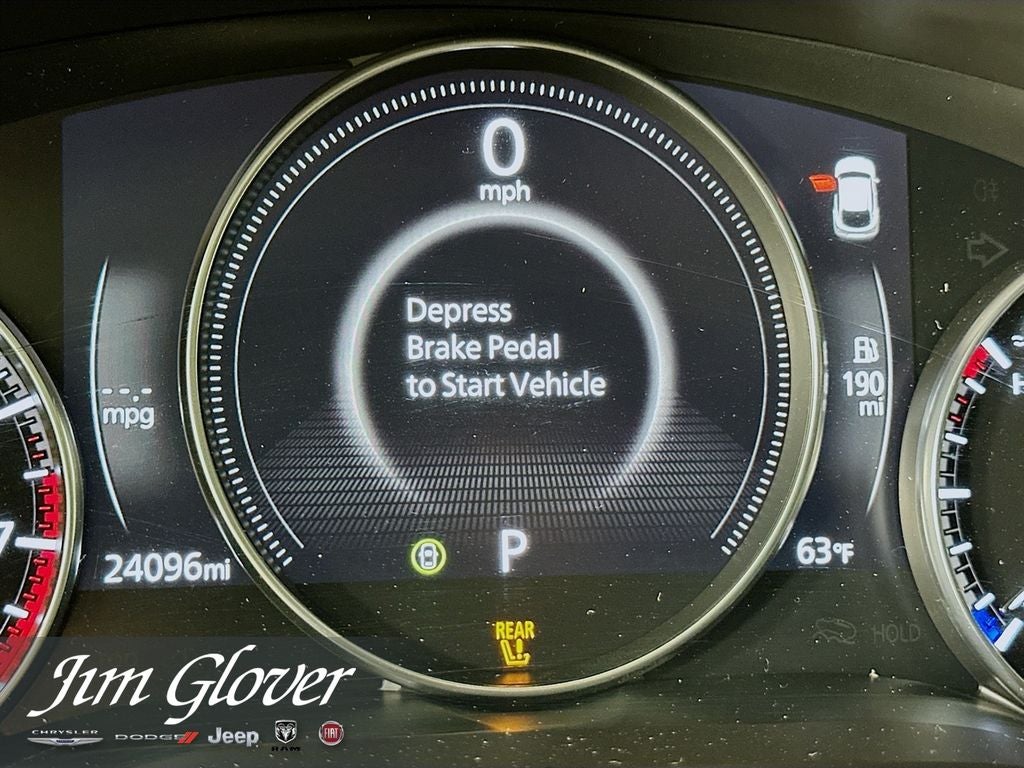 0
mph
Depress
Brake Pedal
to Start Vehicle
--.-
mpg
190
mi
7
24096mi
P
63°F
REAR
HOLD
Jim Glover
CHRYSLER DODGE Jeep RAM FIAT